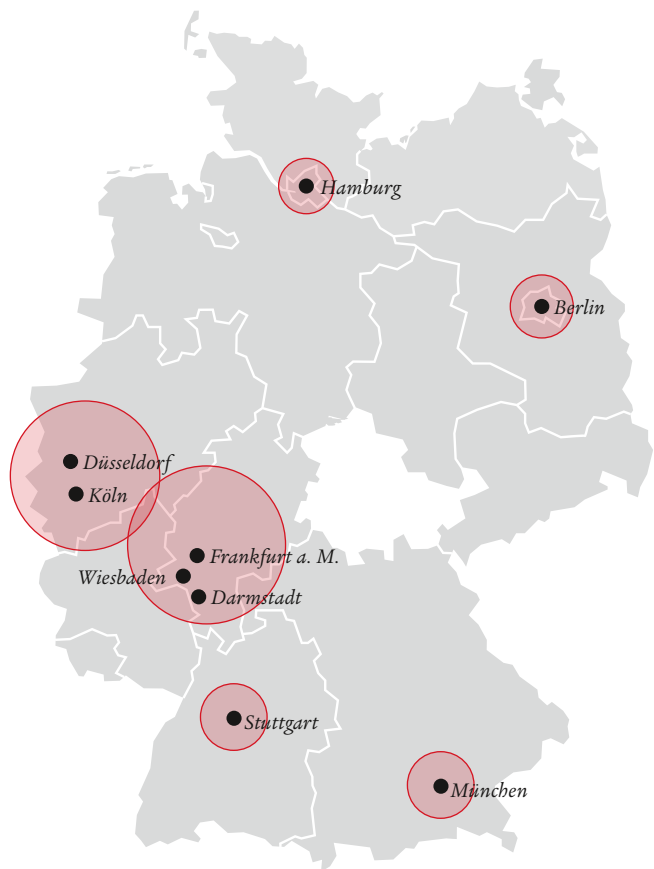 Hamburg
Berlin
Düsseldorf
Köln
Frankfurt a. M.
Wiesbaden
Darmstadt
Stuttgart
München